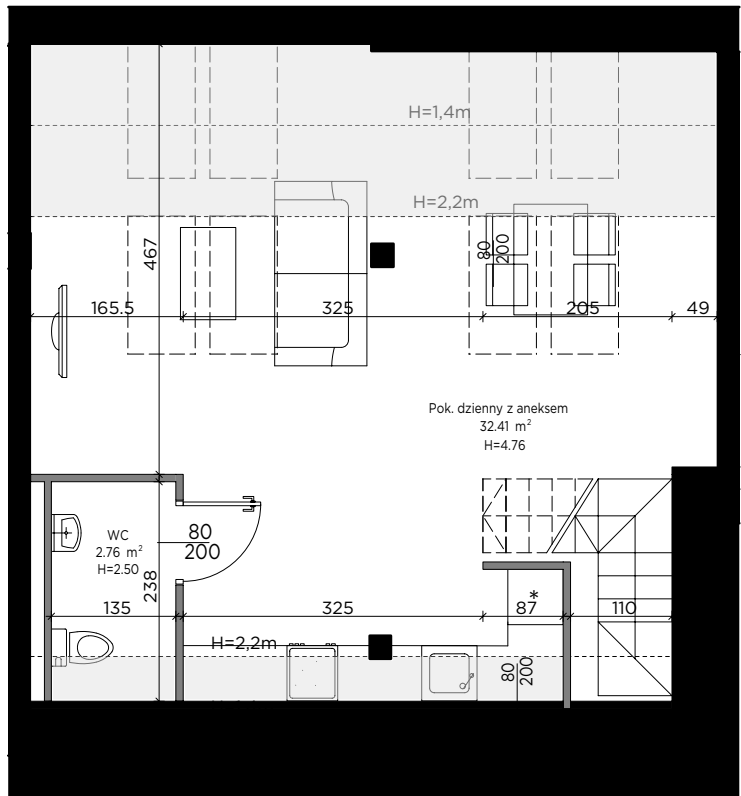 H=1,4m
H=2,2m
467
80
200
165.5
325
205
49
Pok. dzienny z aneksem
32.41 m²
H=4.76
WC
2.76 m²
H=2.50
80
200
238
135
325
87
*
110
H=2,2m
80
200